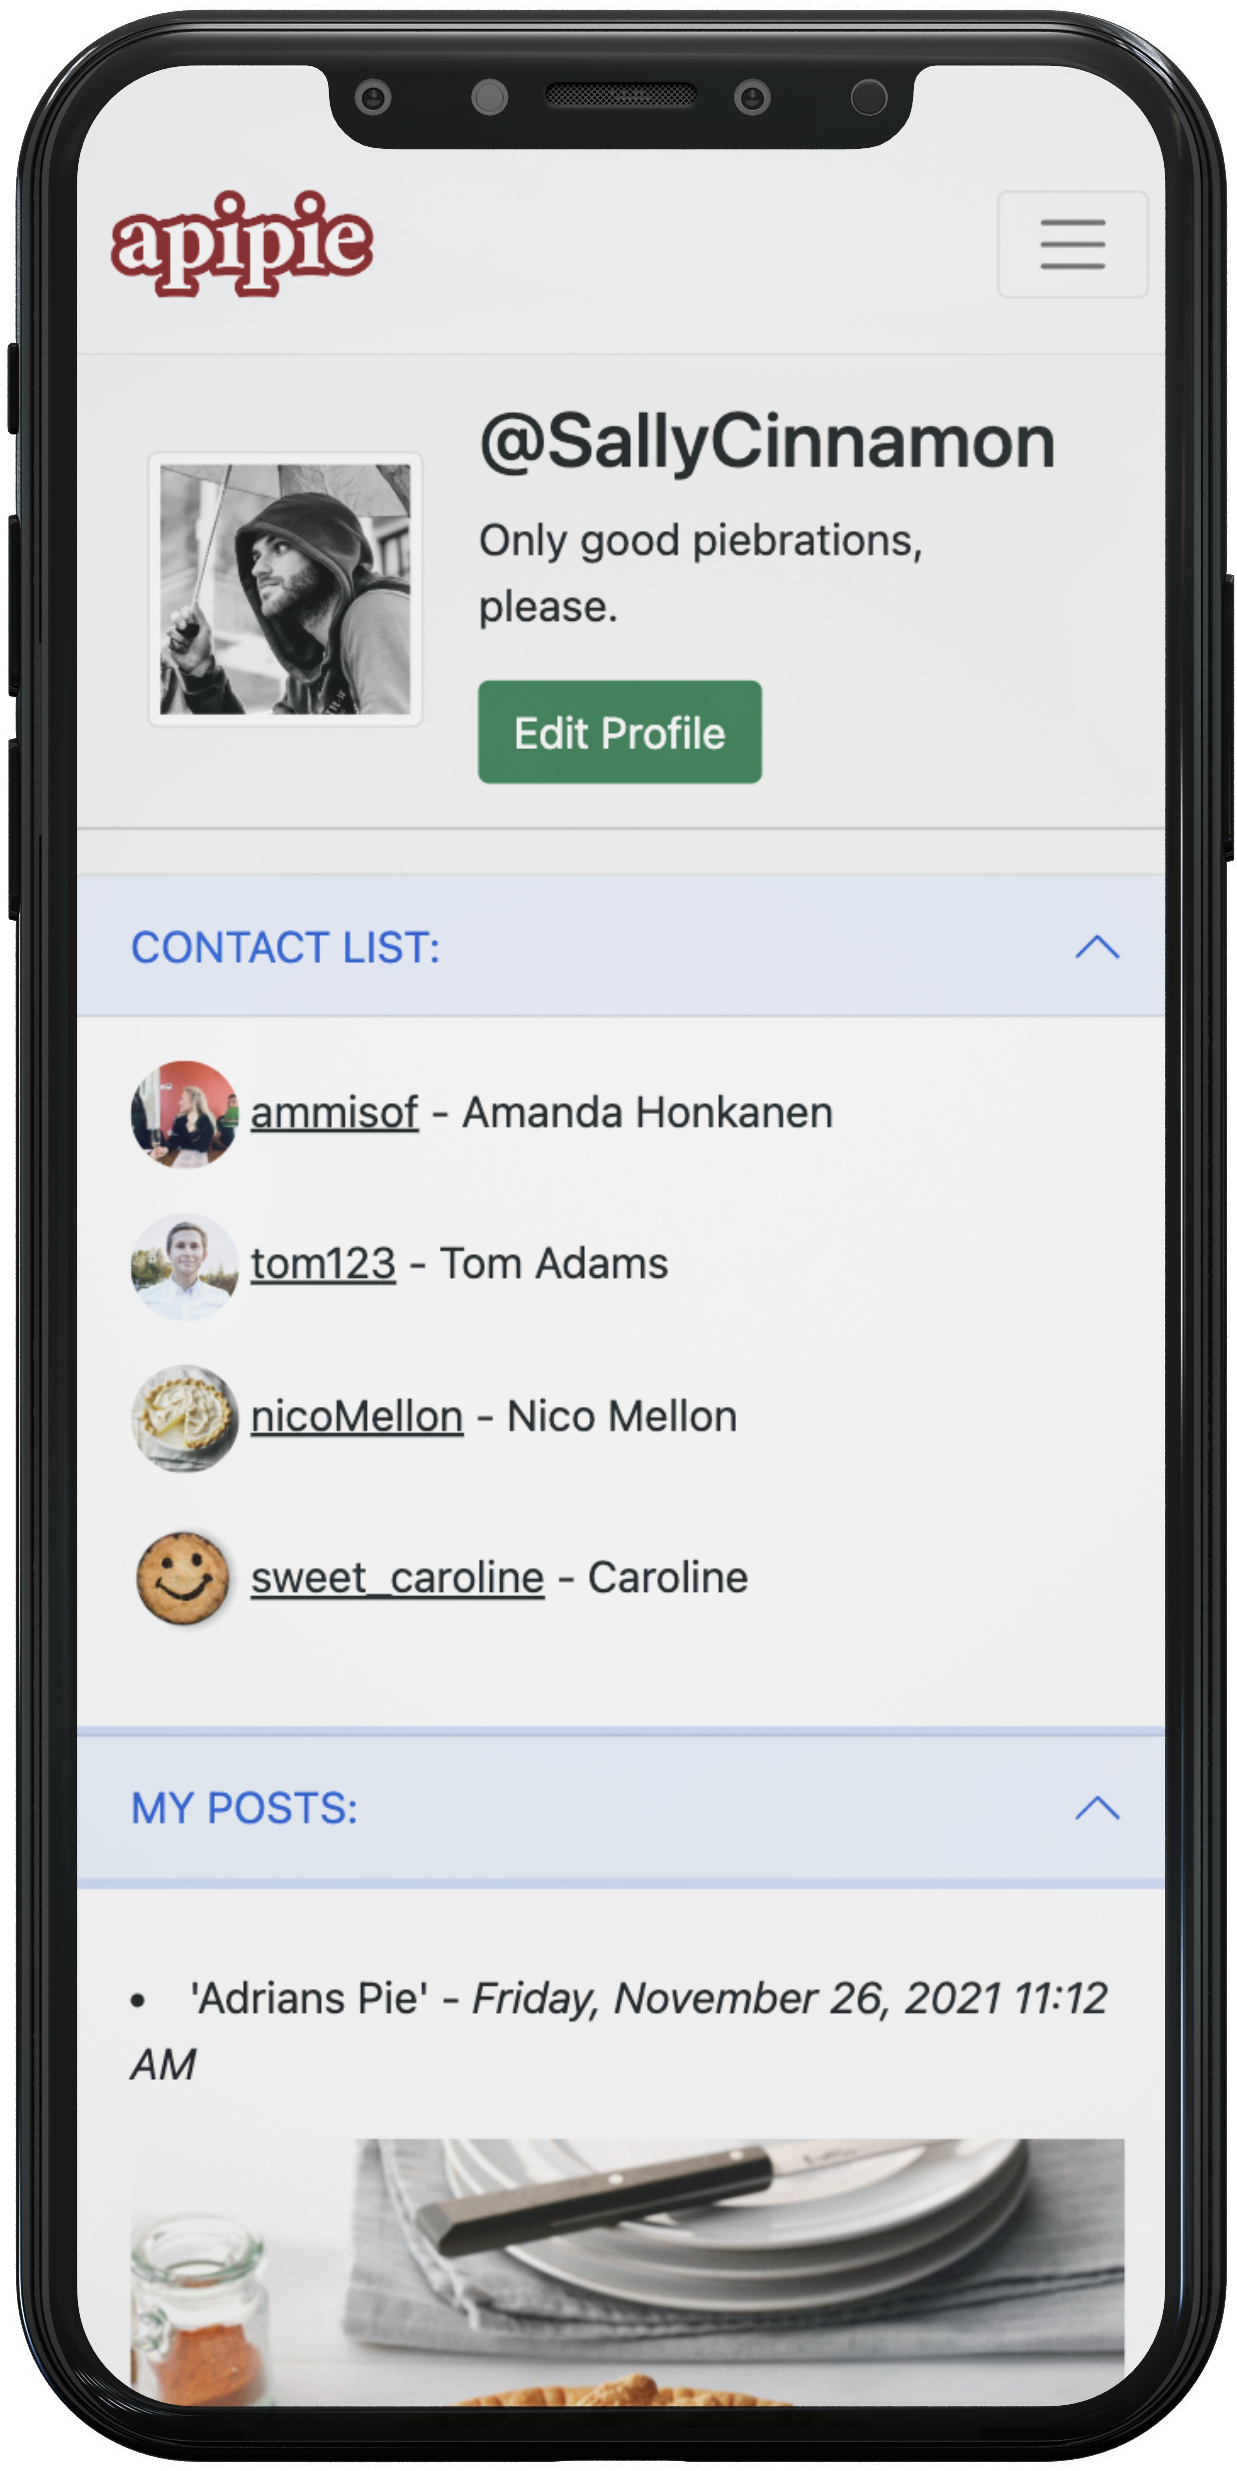 apipie
@SallyCinnamon
Only good piebrations,
please.
Edit Profile
CONTACT LIST:
ammisof - Amanda Honkanen
tom123 - Tom Adams
nicoMellon - Nico Mellon
sweet_caroline - Caroline
MY POSTS:
• 'Adrians Pie' - Friday, November 26, 2021 11:12
AM